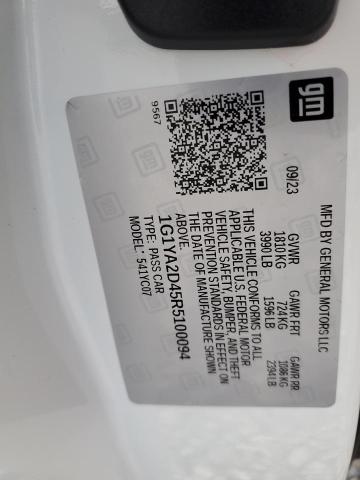 gm
MFD BY GENERAL MOTORS LLC
09/23
GVWR
1810 KG
3990 LB
GAWR FRT
724 KG
1596 LB
GAWR RR
1086 KG
2394 LB
THIS VEHICLE CONFORMS TO ALL
APPLICABLE U.S. FEDERAL MOTOR
VEHICLE SAFETY, BUMPER, AND THEFT
PREVENTION STANDARDS IN EFFECT ON
THE DATE OF MANUFACTURE SHOWN
ABOVE.
1G1YA2D45R5100094
TYPE: PASS CAR
MODEL: 541YC07
9567